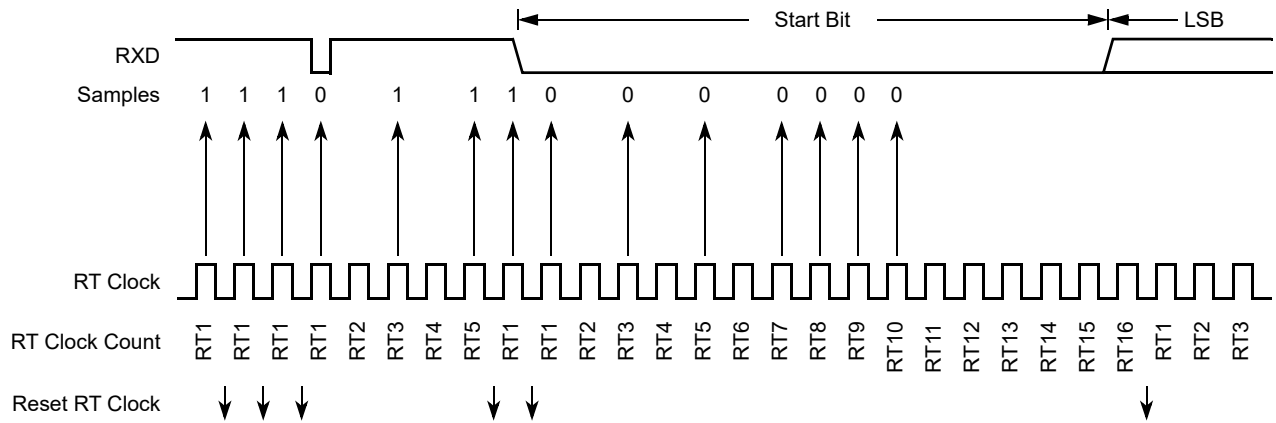 Start Bit LSB
RXD
Samples 1 1 1 0 1 1 1 0 0 0 0 0 0 0
RT Clock
RT Clock Count RT1 RT1 RT1 RT1 RT2 RT3 RT4 RT5 RT1 RT1 RT2 RT3 RT4 RT5 RT6 RT7 RT8 RT9 RT10 RT11 RT12 RT13 RT14 RT15 RT16 RT1 RT2 RT3
Reset RT Clock